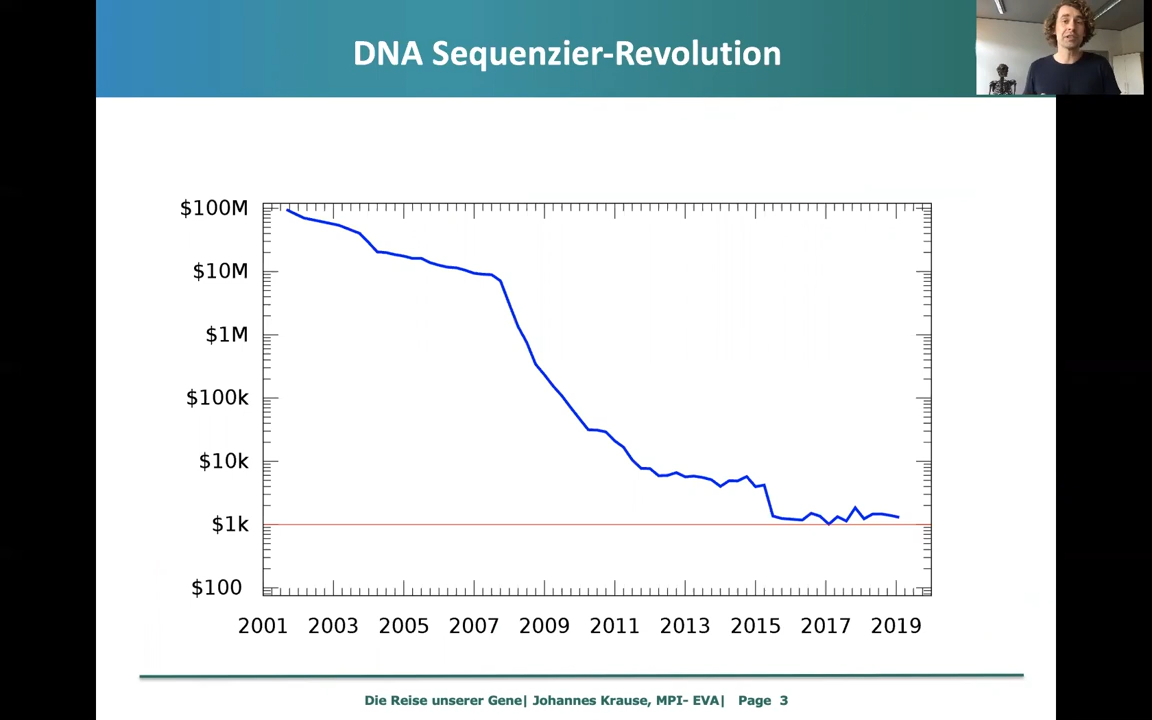 DNA Sequenzier-Revolution
$100M
$10M
$1M
$100k
$10k
$1k
$100
2001 2003 2005 2007 2009 2011 2013 2015 2017 2019
Die Reise unserer Gene| Johannes Krause, MPI- EVA| Page 3